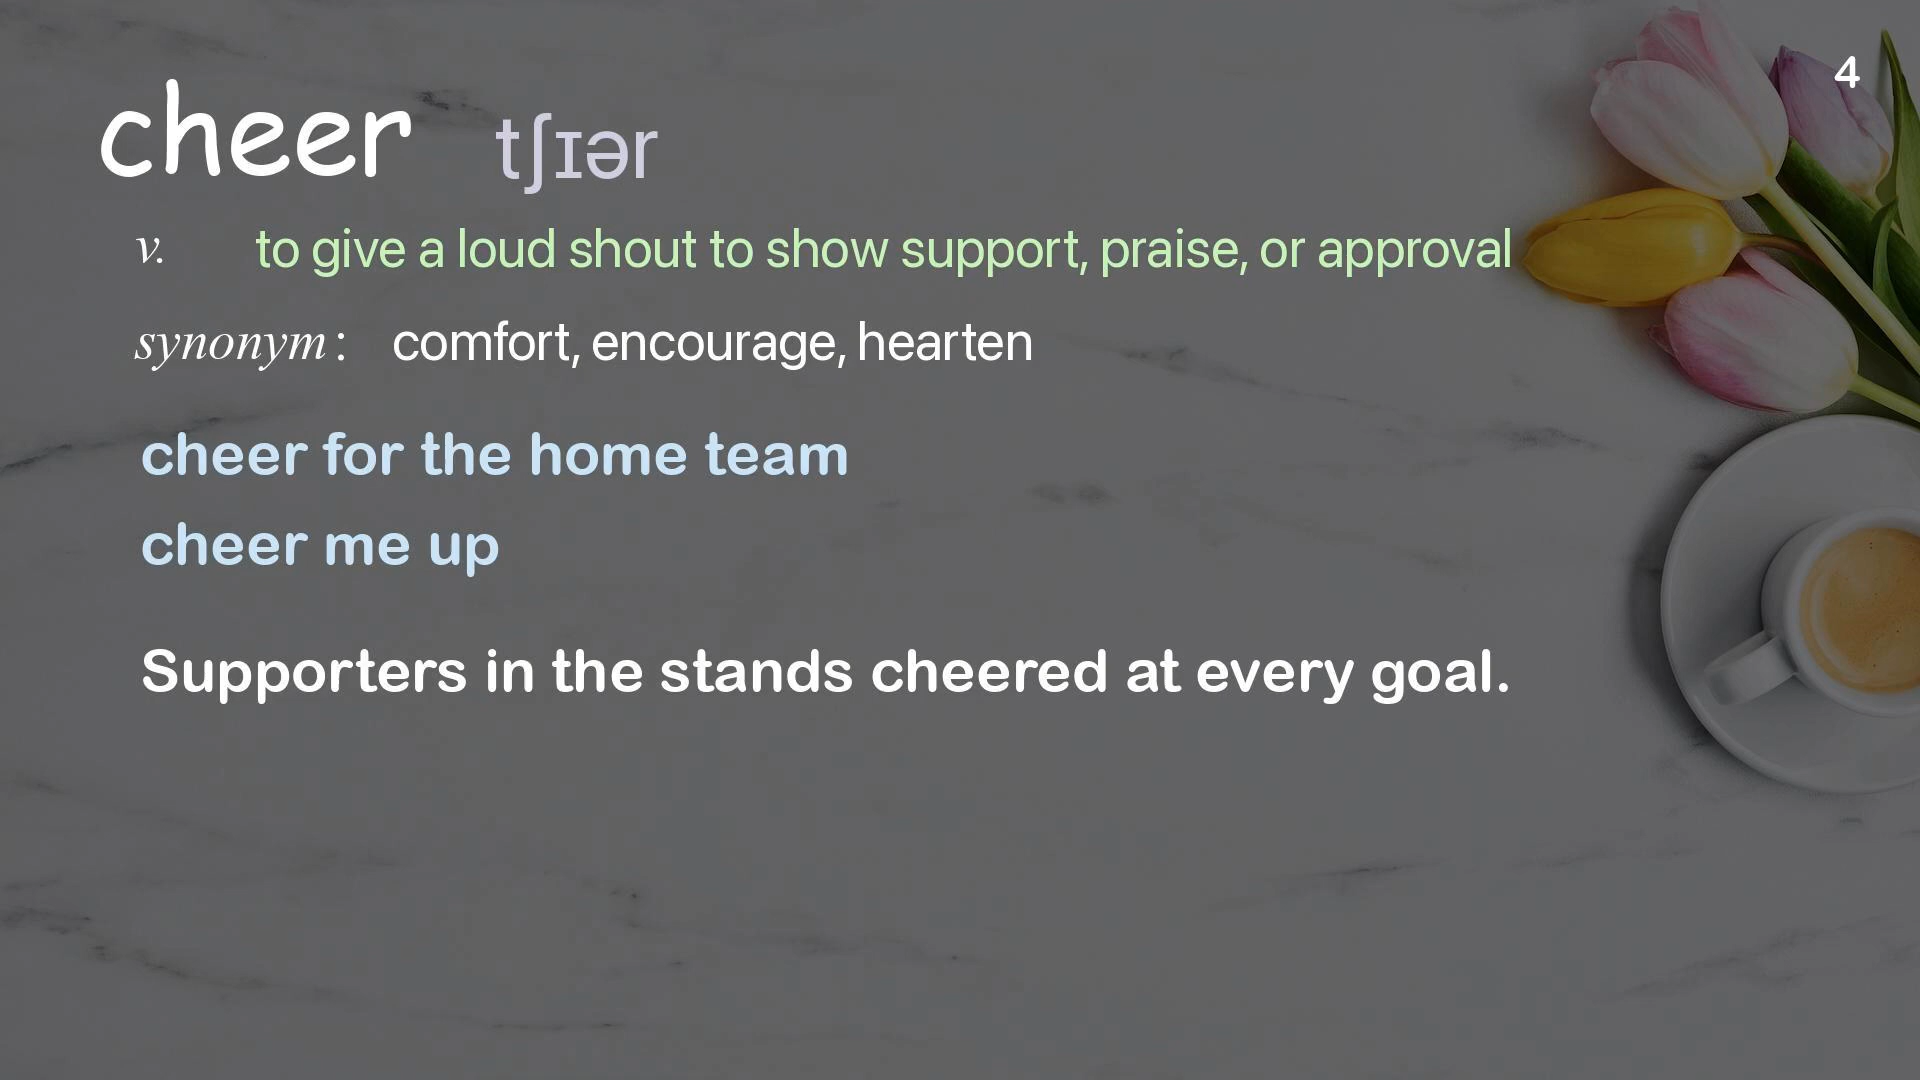 4
cheer tʃɪər
v. to give a loud shout to show support, praise, or approval
synonym : comfort, encourage, hearten
cheer for the home team
cheer me up
Supporters in the stands cheered at every goal.